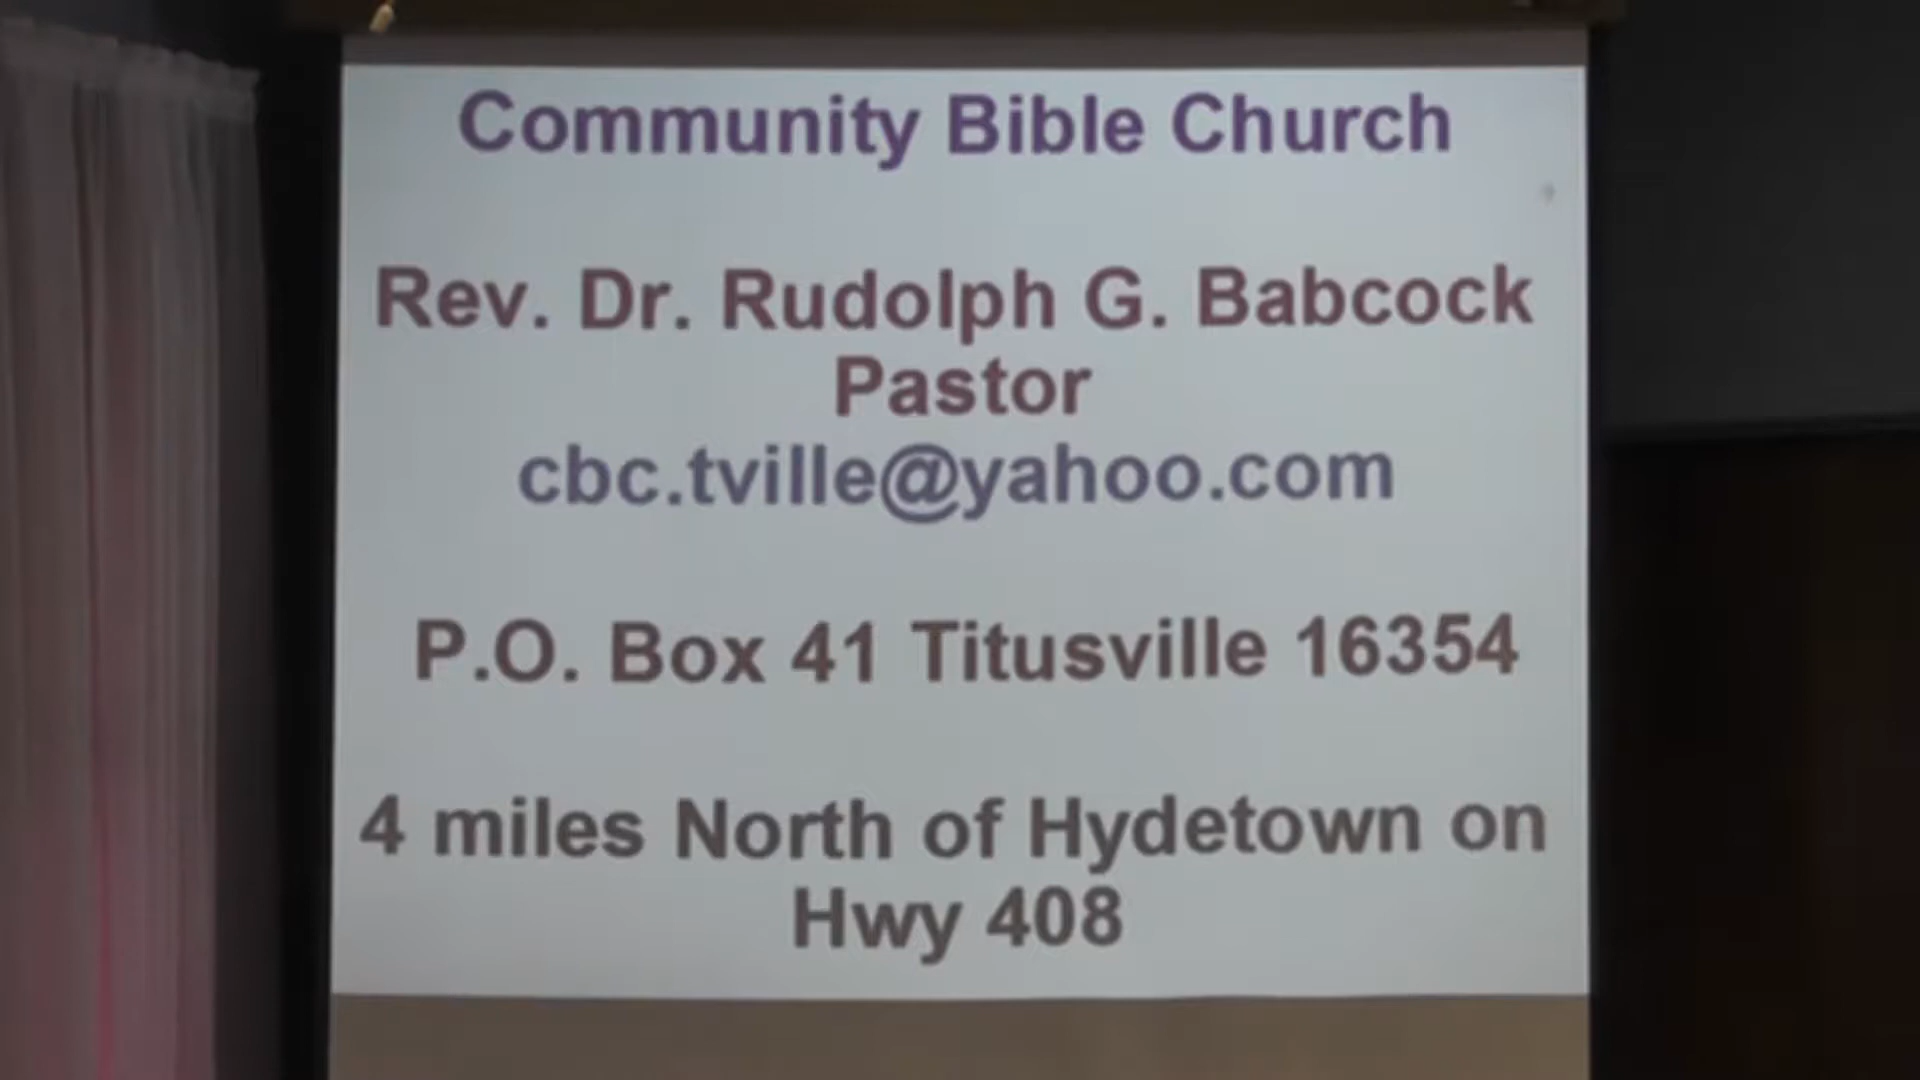 Community Bible Church
Rev. Dr. Rudolph G. Babcock
Pastor
cbc.tville@yahoo.com
P.O. Box 41 Titusville 16354
4 miles North of Hydetown on
Hwy 408